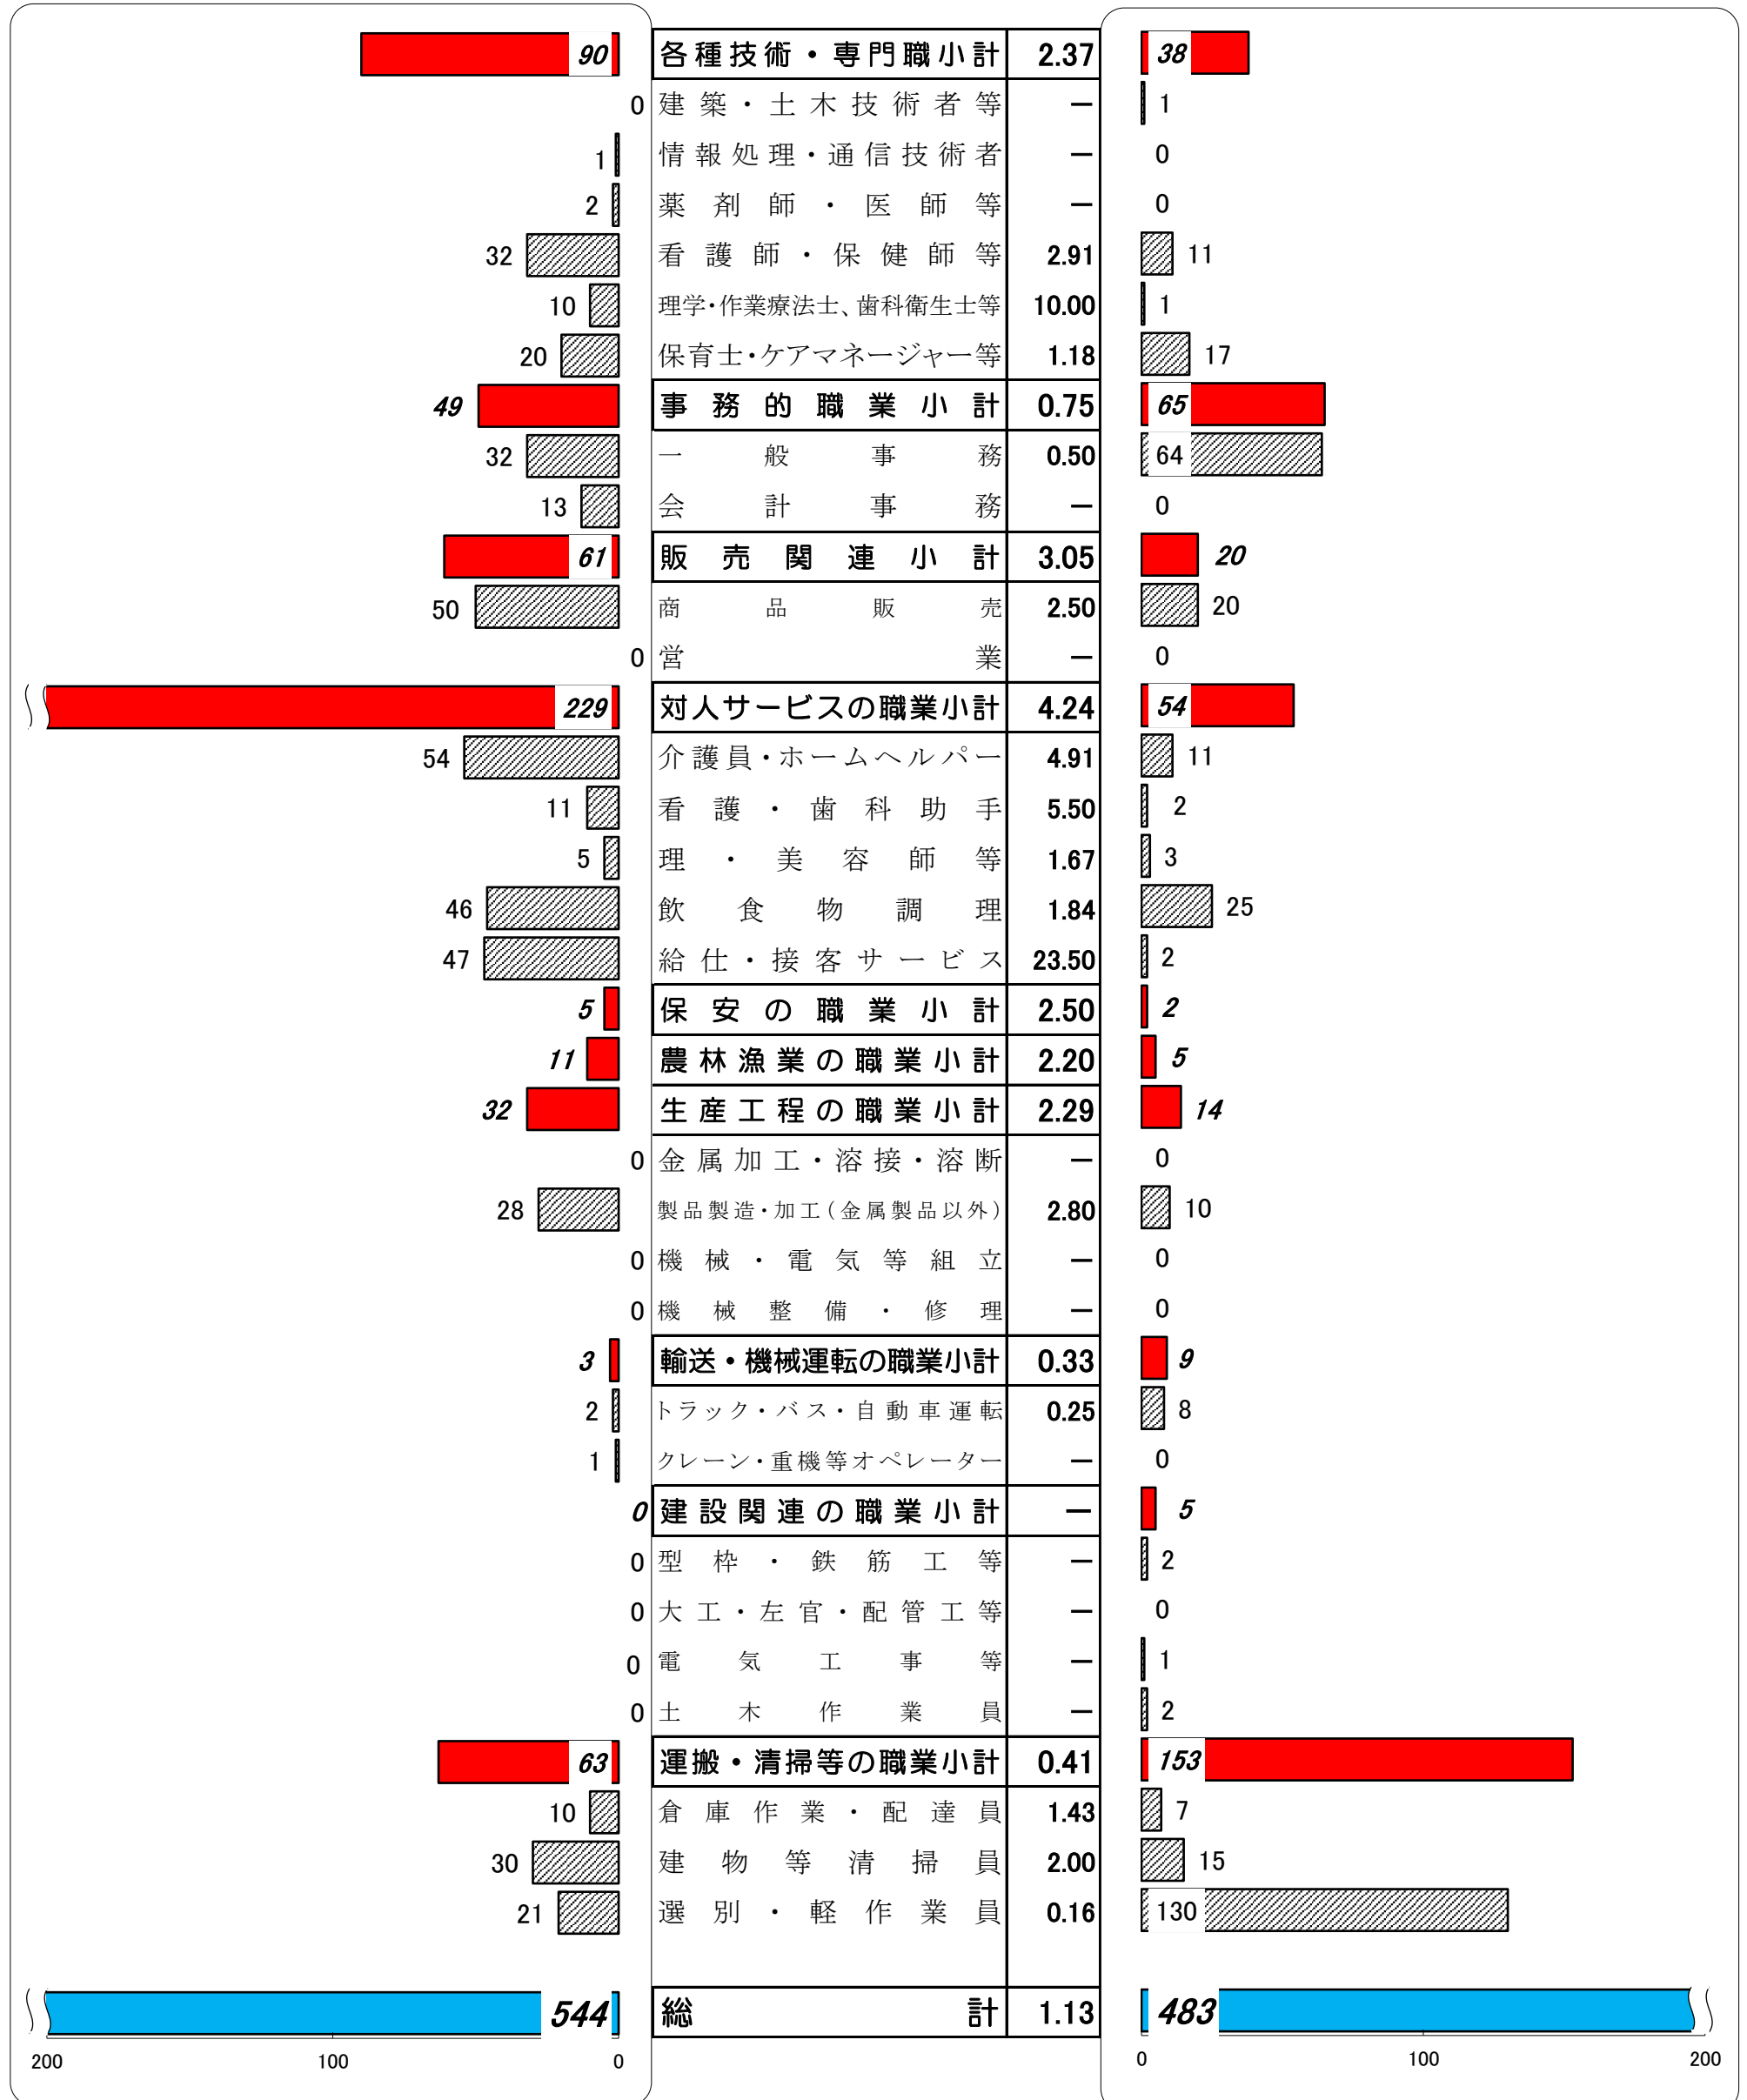 90 各種技術・専門職小計 2.37 38
0 建築・土木技術者等 ー 1
1 情報処理・通信技術者 ー 0
2 薬剤師・医師等 ー 0
32 看護師・保健師等 2.91 11
10 理学・作業療法士、歯科衛生士等 10.00 1
20 保育士・ケアマネージャー等 1.18 17
49 事務的職業小計 0.75 65
32 一般事務 0.50 64
13 会計事務 ー 0
61 販売関連小計 3.05 20
50 商品販売 2.50 20
0 営業 ー 0
229 対人サービスの職業小計 4.24 54
54 介護員・ホームヘルパー 4.91 11
11 看護・歯科助手 5.50 2
5 理・美容師等 1.67 3
46 飲食物調理 1.84 25
47 給仕・接客サービス 23.50 2
5 保安の職業小計 2.50 2
11 農林漁業の職業小計 2.20 5
32 生産工程の職業小計 2.29 14
0 金属加工・溶接・溶断 ー 0
28 製品製造・加工(金属製品以外) 2.80 10
0 機械・電気等組立 ー 0
0 機械整備・修理 ー 0
3 輸送・機械運転の職業小計 0.33 9
2 トラック・バス・自動車運転 0.25 8
1 クレーン・重機等オペレーター ー 0
0 建設関連の職業小計 ー 5
0 型枠・鉄筋工等 ー 2
0 大工・左官・配管工等 ー 0
0 電気工事等 ー 1
0 土木作業員 ー 2
63 運搬・清掃等の職業小計 0.41 153
10 倉庫作業・配達員 1.43 7
30 建物等清掃員 2.00 15
21 選別・軽作業員 0.16 130
544 総計 1.13 483
200 100 0 0 100 200